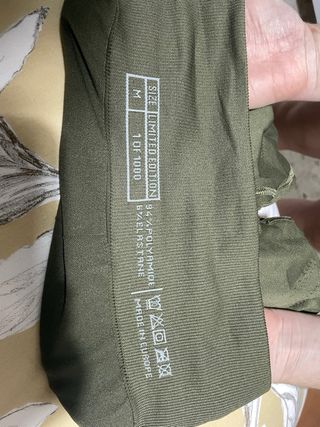 SIZE LIMITED EDITION
M 1 OF 1000
94% POLYAMIDE
6% ELASTANE
MADE IN EUROPE